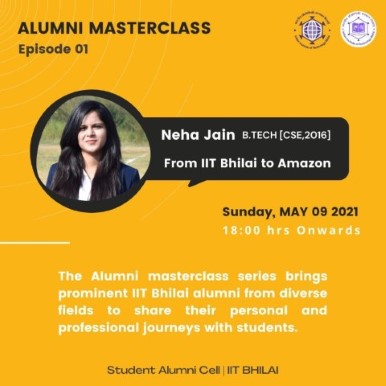 ALUMNI MASTERCLASS
Episode 01
Neha Jain B.TECH [CSE,2016]
From IIT Bhilai to Amazon
Sunday, MAY 09 2021
18:00 hrs Onwards
The Alumni masterclass series brings
prominent IIT Bhilai alumni from diverse
fields to share their personal and
professional journeys with students.
Student Alumni Cell | IIT BHILAI